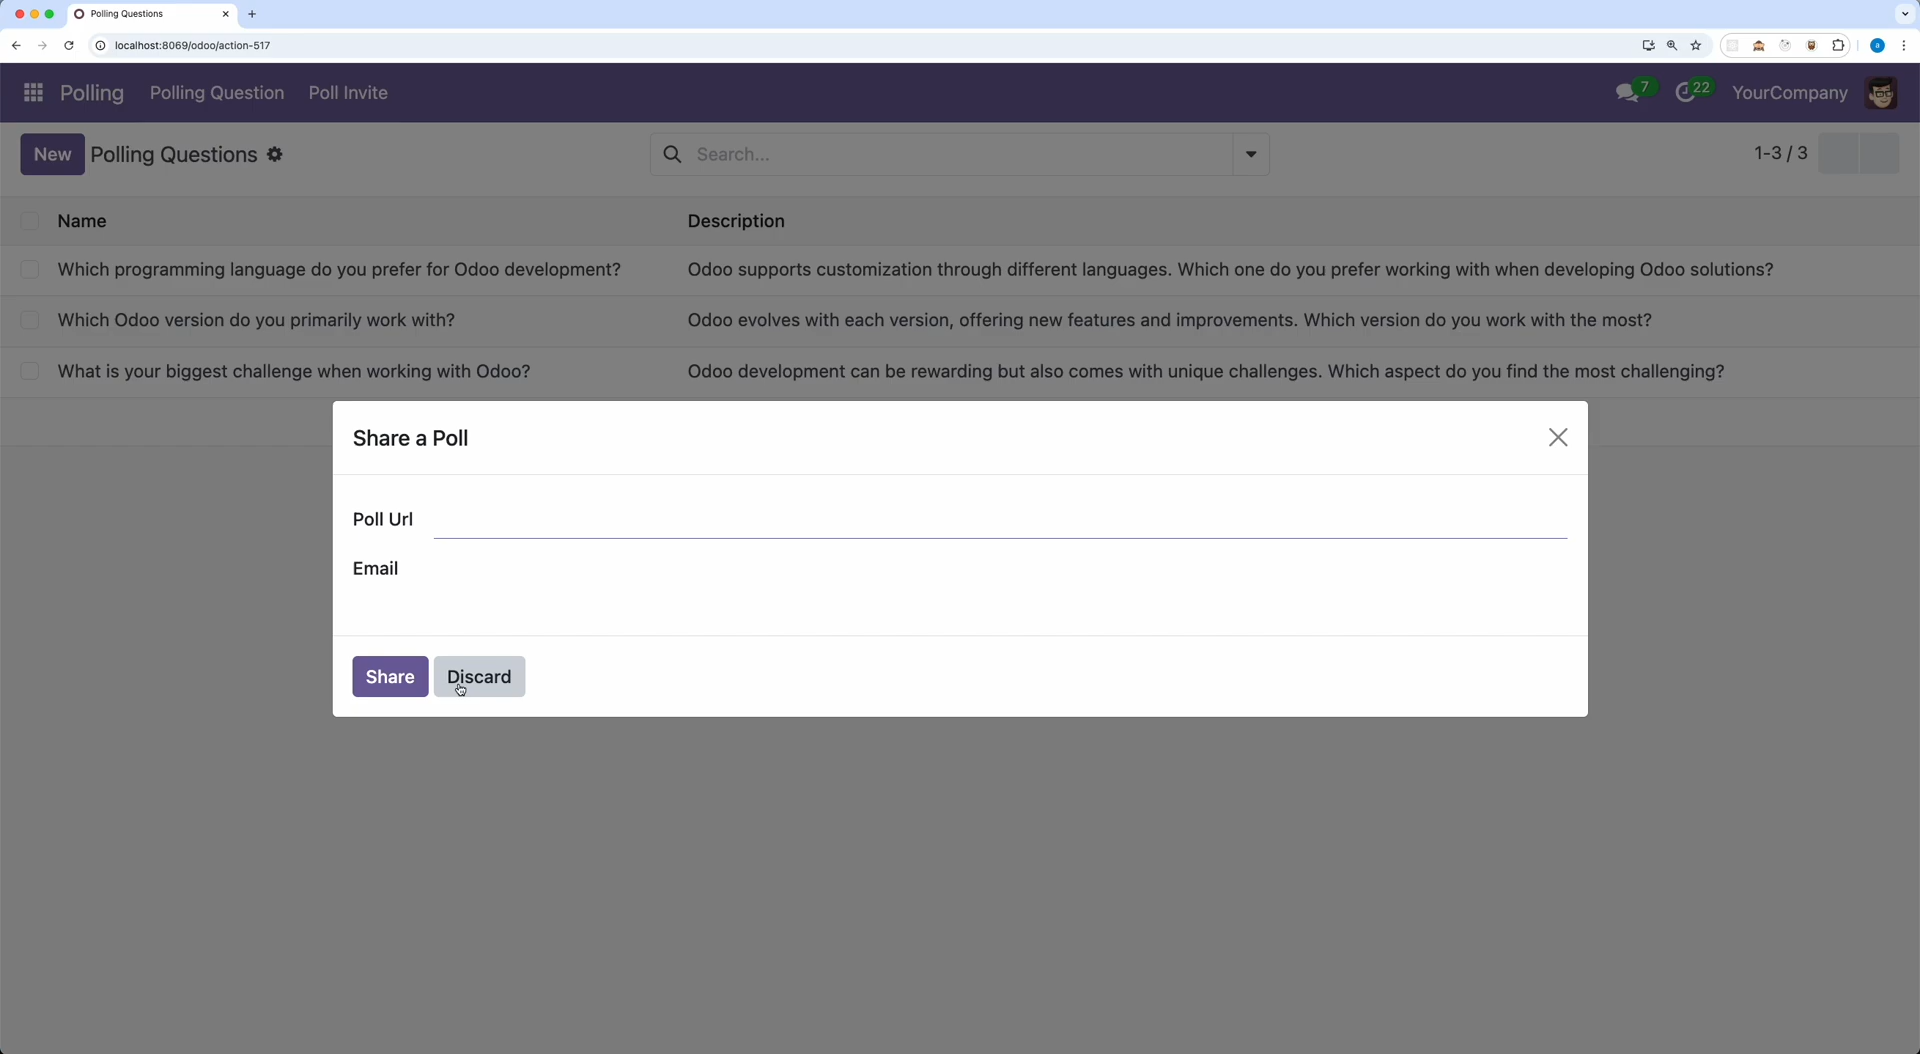 Polling Questions
localhost:8069/odoo/action-517
a
Polling Polling Question Poll Invite 7 22 YourCompany
New Polling Questions Search... 1-3 / 3
Name Description
Which programming language do you prefer for Odoo development? Odoo supports customization through different languages. Which one do you prefer working with when developing Odoo solutions?
Which Odoo version do you primarily work with? Odoo evolves with each version, offering new features and improvements. Which version do you work with the most?
What is your biggest challenge when working with Odoo? Odoo development can be rewarding but also comes with unique challenges. Which aspect do you find the most challenging?
Share a Poll
Poll Url
Email
Share Discard